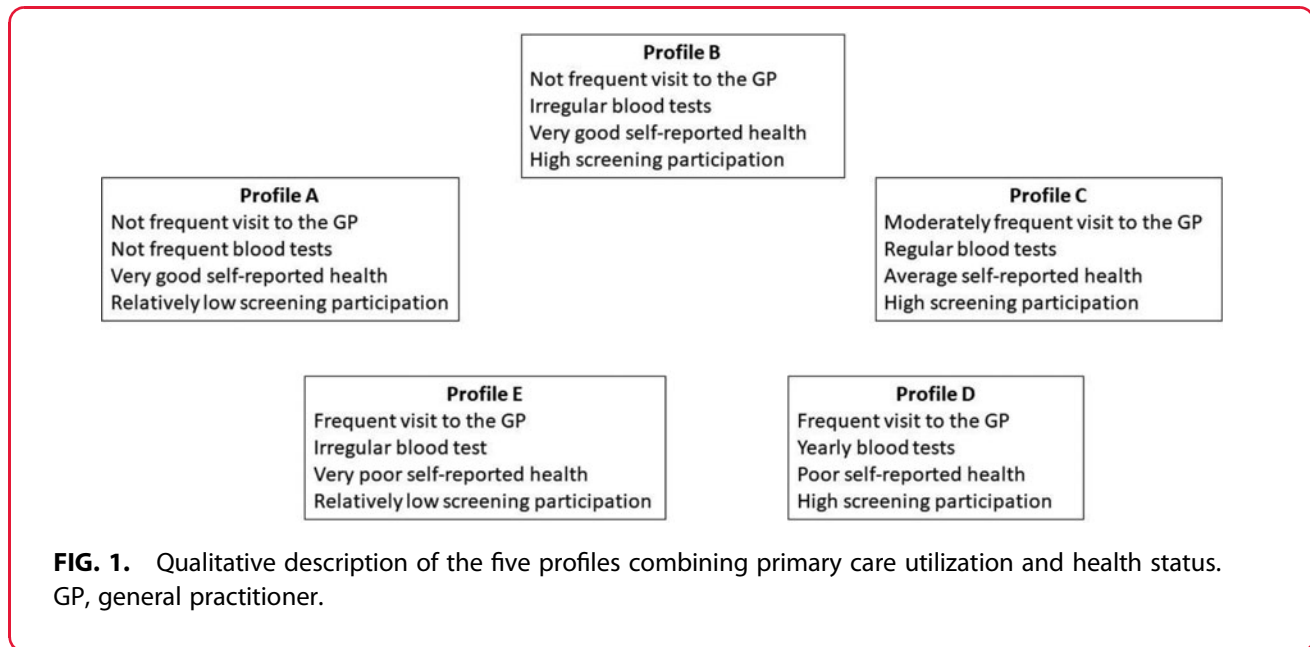 Profile B
Not frequent visit to the GP
Irregular blood tests
Very good self-reported health
High screening participation
Profile A
Not frequent visit to the GP
Not frequent blood tests
Very good self-reported health
Relatively low screening participation
Profile C
Moderately frequent visit to the GP
Regular blood tests
Average self-reported health
High screening participation
Profile E
Frequent visit to the GP
Irregular blood test
Very poor self-reported health
Relatively low screening participation
Profile D
Frequent visit to the GP
Yearly blood tests
Poor self-reported health
High screening participation
FIG. 1. Qualitative description of the five profiles combining primary care utilization and health status.
GP, general practitioner.